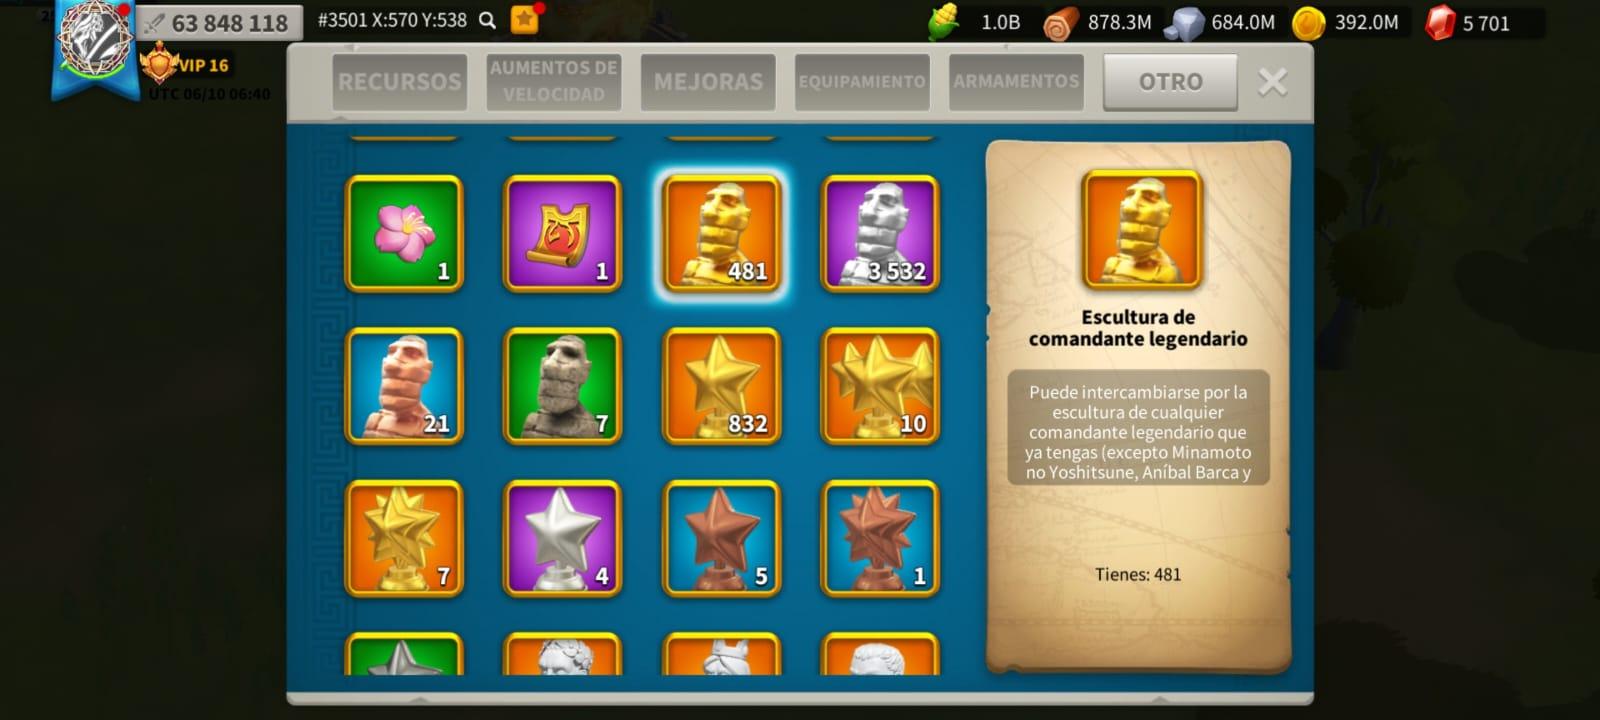 63 848 118
#3501 X:570 Y:538
1.0B
878.3M
684.0M
392.0M
5 701
VIP 16
UTC 06/10 06:40
RECURSOS
AUMENTOS DE
VELOCIDAD
MEJORAS
EQUIPAMIENTO
ARMAMENTOS
OTRO
1
1
481
3 532
21
7
832
10
7
4
5
1
Escultura de
comandante legendario
Puede intercambiarse por la
escultura de cualquier
comandante legendario que
ya tengas (excepto Minamoto
no Yoshitsune, Aníbal Barca y
Tienes: 481